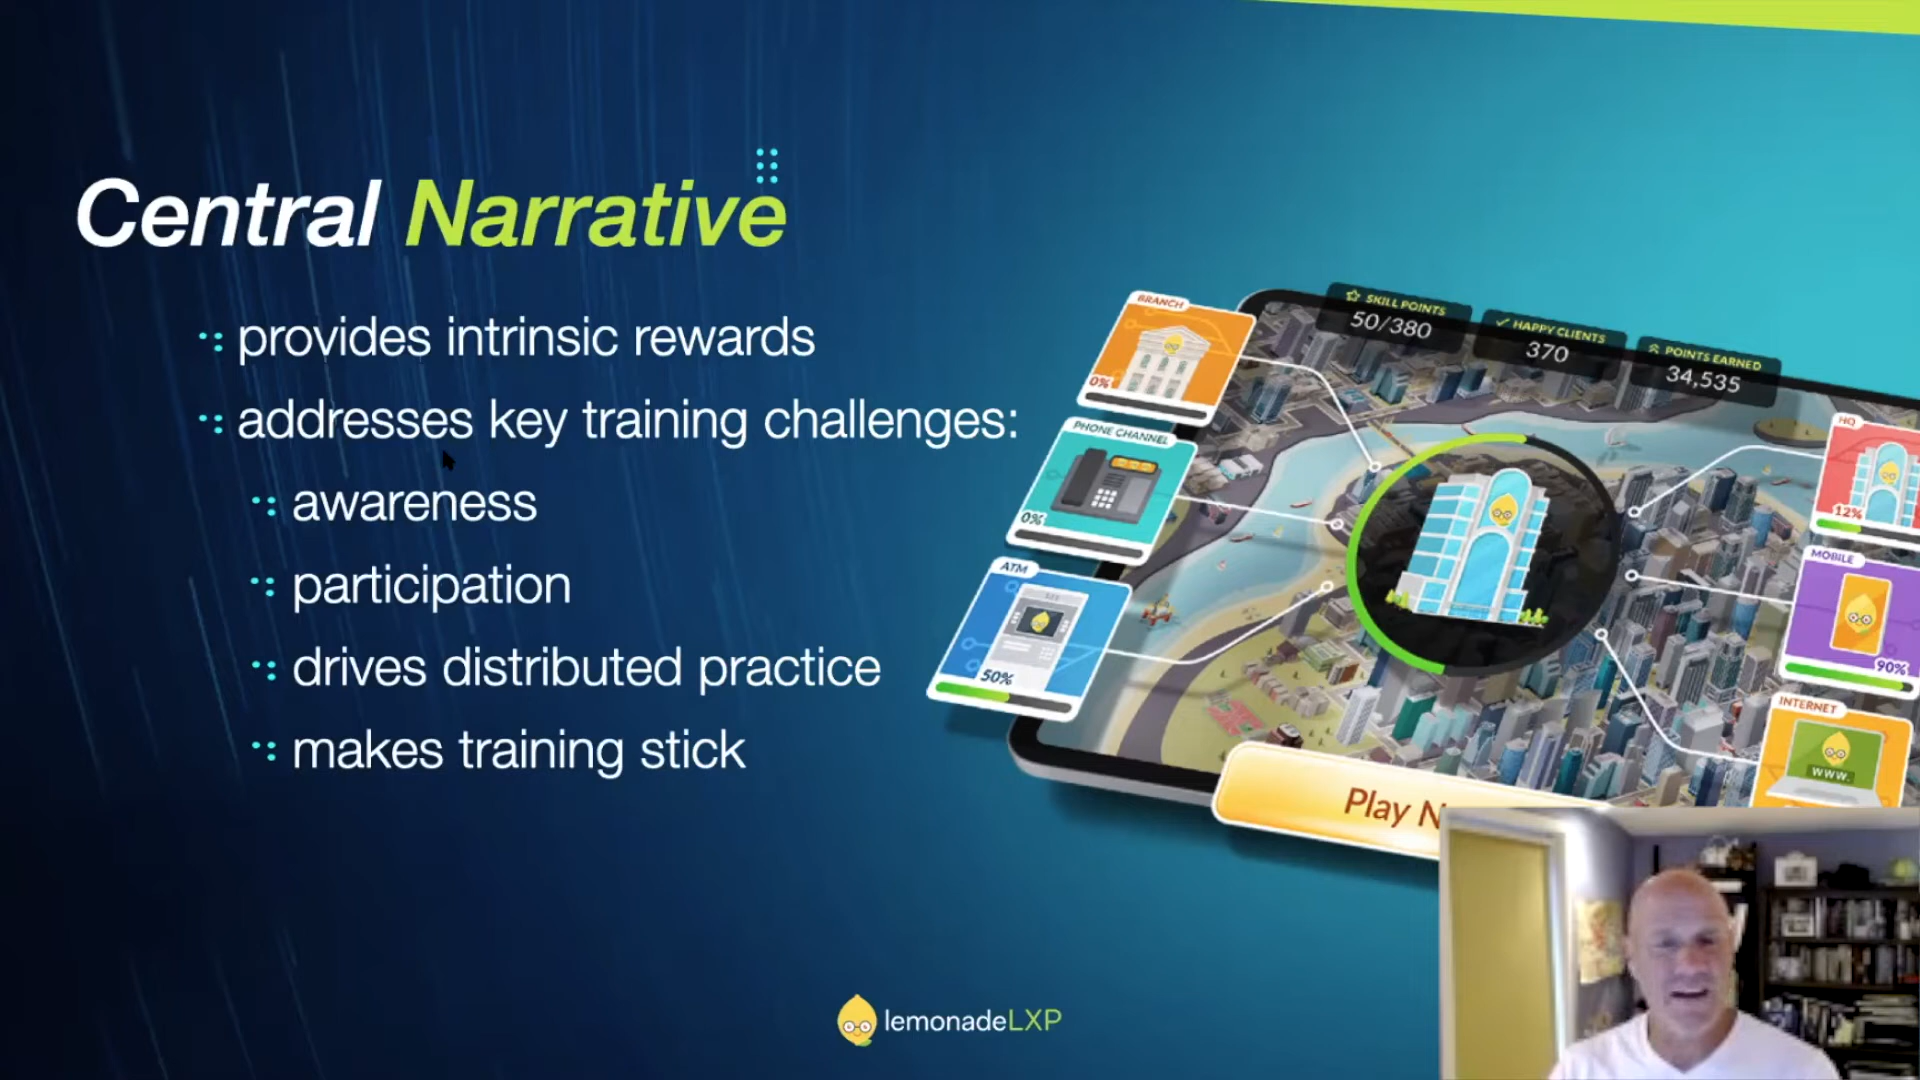 Central Narrative
provides intrinsic rewards
addresses key training challenges:
awareness
participation
drives distributed practice
makes training stick
BRANCH
0%
PHONE CHANNEL
0%
ATM
50%
SKILL POINTS
50/380
HAPPY CLIENTS
370
POINTS EARNED
34,535
HQ
12%
MOBILE
90%
INTERNET
www.
Play N
lemonadeLXP